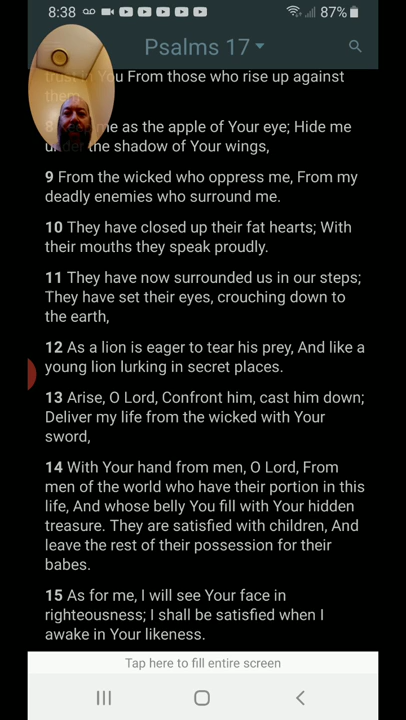 8:38
87%
Psalms 17
You From those who rise up against
me as the apple of Your eye; Hide me
the shadow of Your wings,
9 From the wicked who oppress me, From my
deadly enemies who surround me.
10 They have closed up their fat hearts; With
their mouths they speak proudly.
11 They have now surrounded us in our steps;
They have set their eyes, crouching down to
the earth,
12 As a lion is eager to tear his prey, And like a
young lion lurking in secret places.
13 Arise, O Lord, Confront him, cast him down;
Deliver my life from the wicked with Your
sword,
14 With Your hand from men, O Lord, From
men of the world who have their portion in this
life, And whose belly You fill with Your hidden
treasure. They are satisfied with children, And
leave the rest of their possession for their
babes.
15 As for me, I will see Your face in
righteousness; I shall be satisfied when I
awake in Your likeness.
Tap here to fill entire screen